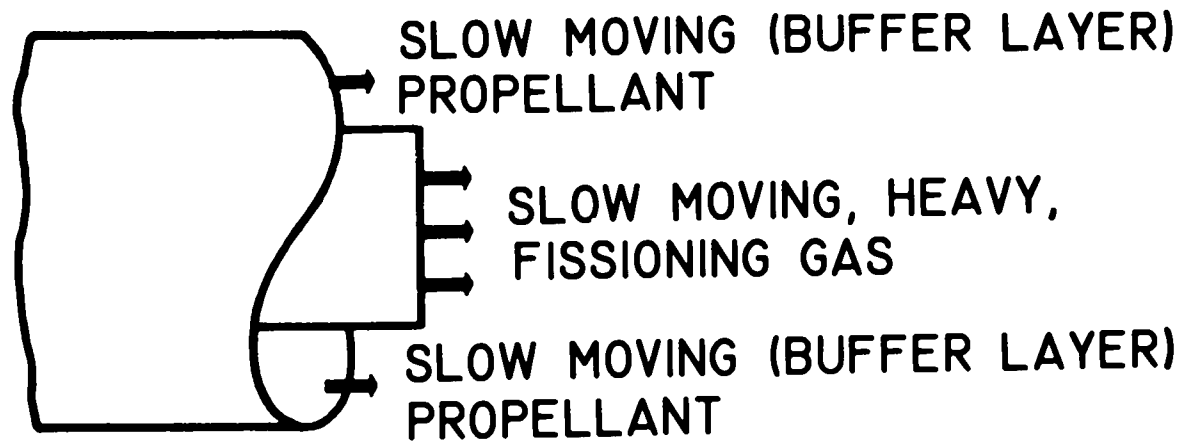 SLOW MOVING (BUFFER LAYER)
PROPELLANT
SLOW MOVING, HEAVY,
FISSIONING GAS
SLOW MOVING (BUFFER LAYER)
PROPELLANT